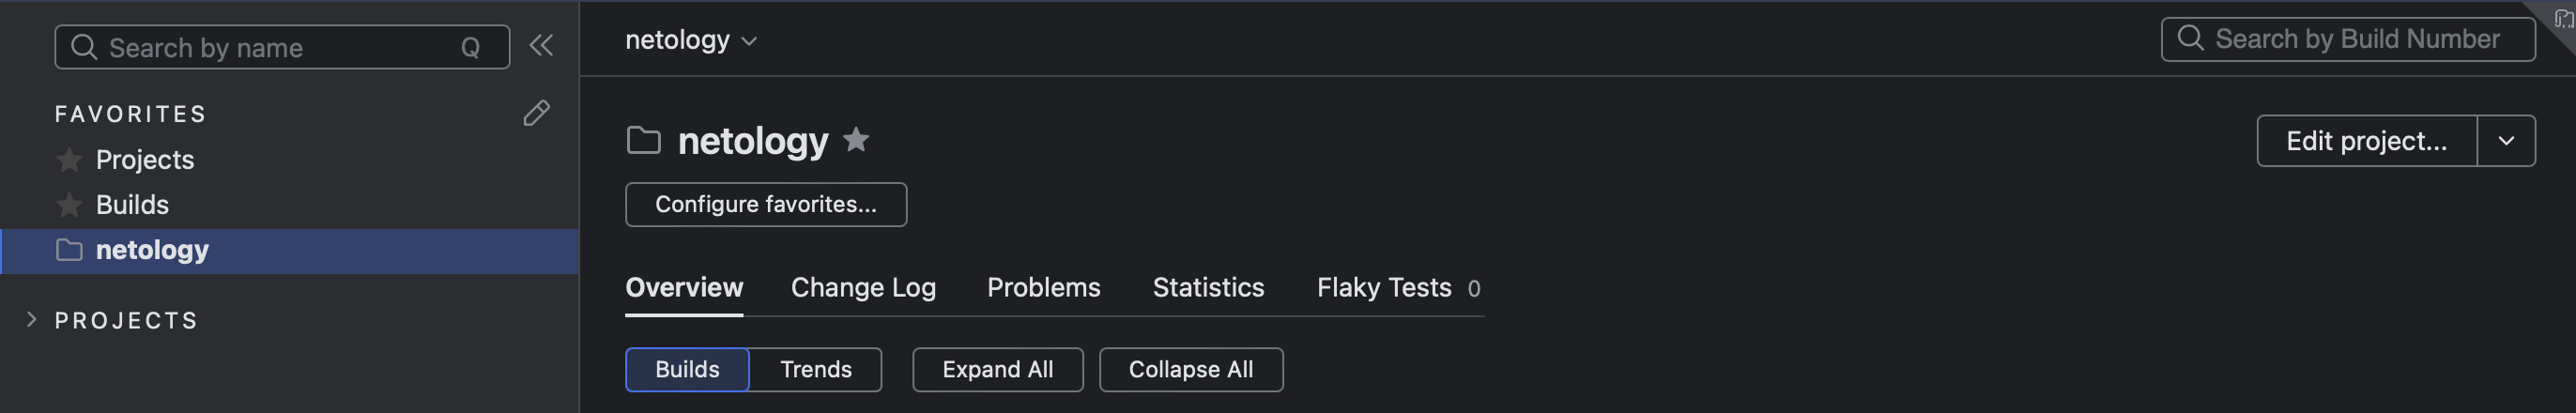 Search by name Q
FAVORITES
Projects
Builds
netology
PROJECTS
netology
Search by Build Number
netology
Edit project...
Configure favorites...
Overview Change Log Problems Statistics Flaky Tests 0
Builds Trends Expand All Collapse All